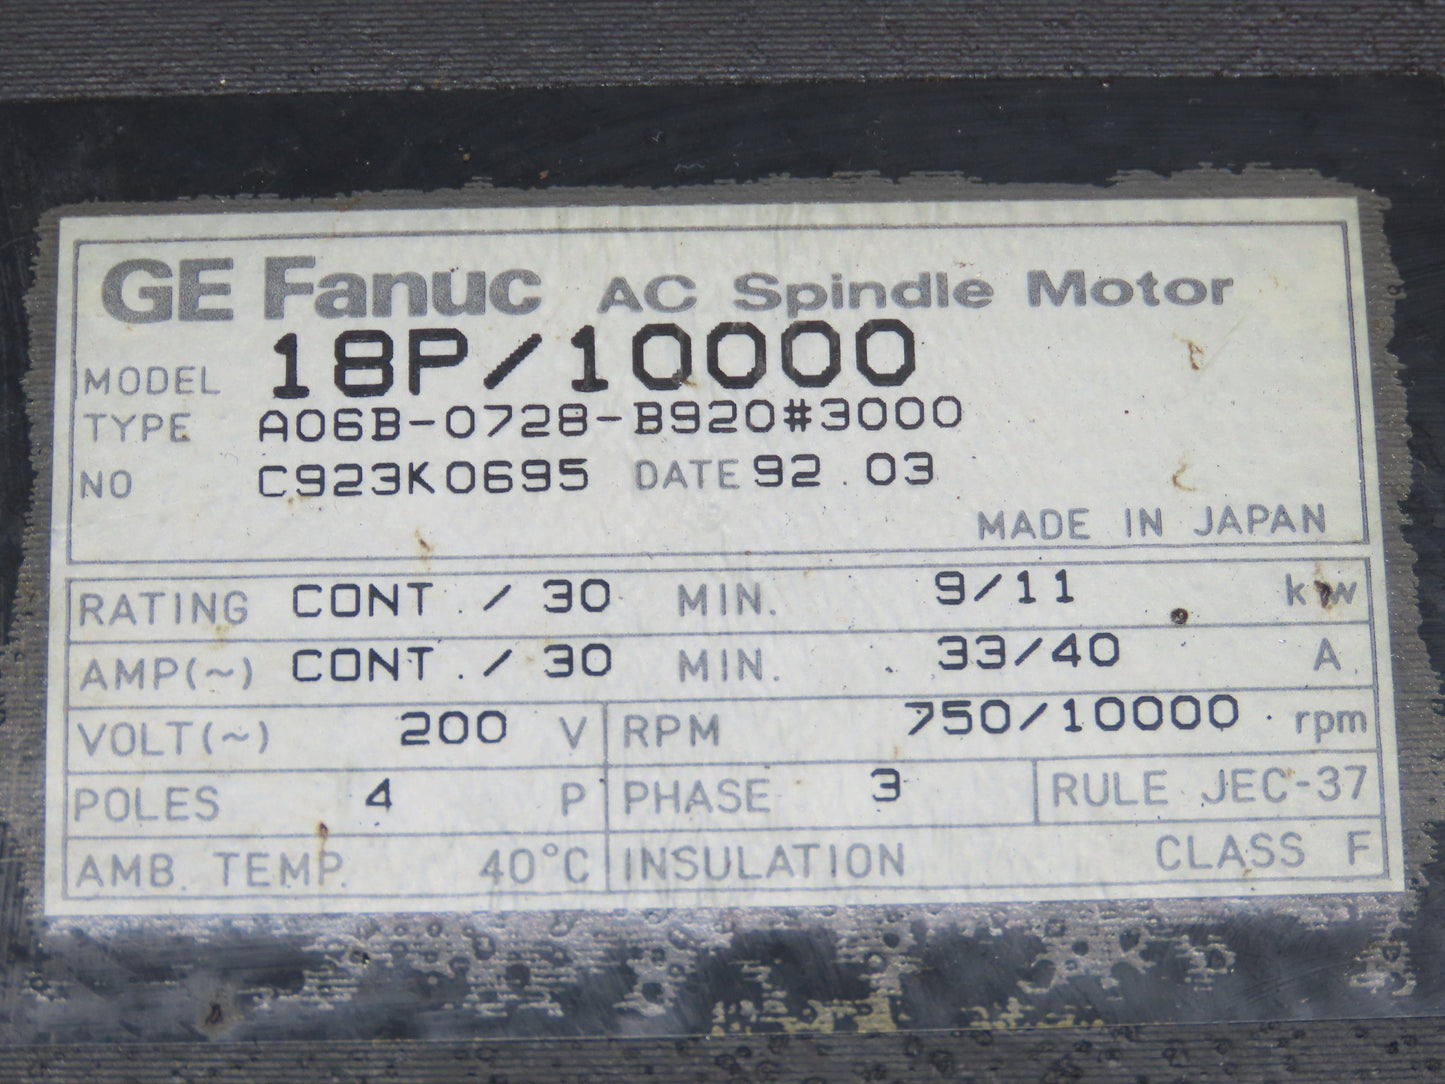 GE Fanuc AC Spindle Motor
MODEL 18P/10000
TYPE A06B-0728-B920#3000
NO C923K0695 DATE 92.03
MADE IN JAPAN
RATING CONT./30 MIN. 9/11 kw
AMP(~) CONT./30 MIN. 33/40 A
VOLT(~) 200 V RPM 750/10000 rpm
POLES 4 P PHASE 3 RULE JEC-37
AMB. TEMP. 40°C INSULATION CLASS F